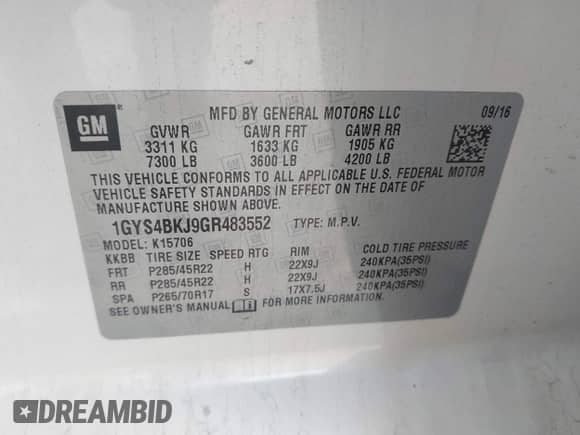 GM
MFD BY GENERAL MOTORS LLC 09/16
GVWR GAWR FRT GAWR RR
3311 KG 1633 KG 1905 KG
7300 LB 3600 LB 4200 LB
THIS VEHICLE CONFORMS TO ALL APPLICABLE U.S. FEDERAL MOTOR
VEHICLE SAFETY STANDARDS IN EFFECT ON THE DATE OF
MANUFACTURE SHOWN ABOVE.
1GYS4BKJ9GR483552 TYPE: M.P.V.
MODEL: K15706
KKBB TIRE SIZE SPEED RTG RIM COLD TIRE PRESSURE
FRT P285/45R22 H 22X9J 240KPA(35PSI)
RR P285/45R22 H 22X9J 240KPA(35PSI)
SPA P265/70R17 S 17X7.5J 240KPA(35PSI)
SEE OWNER'S MANUAL FOR MORE INFORMATION.
DREAMBID